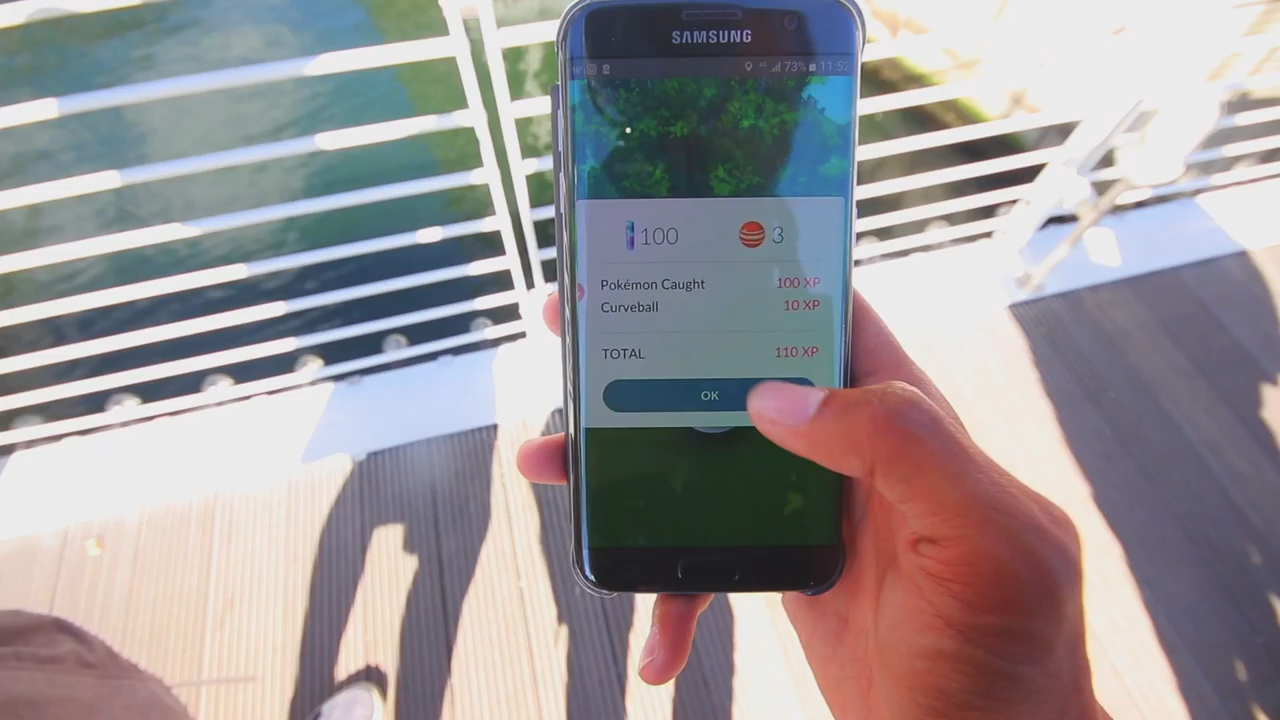 SAMSUNG
73% 11:52
100 3
Pokémon Caught 100 XP
Curveball 10 XP
TOTAL 110 XP
OK